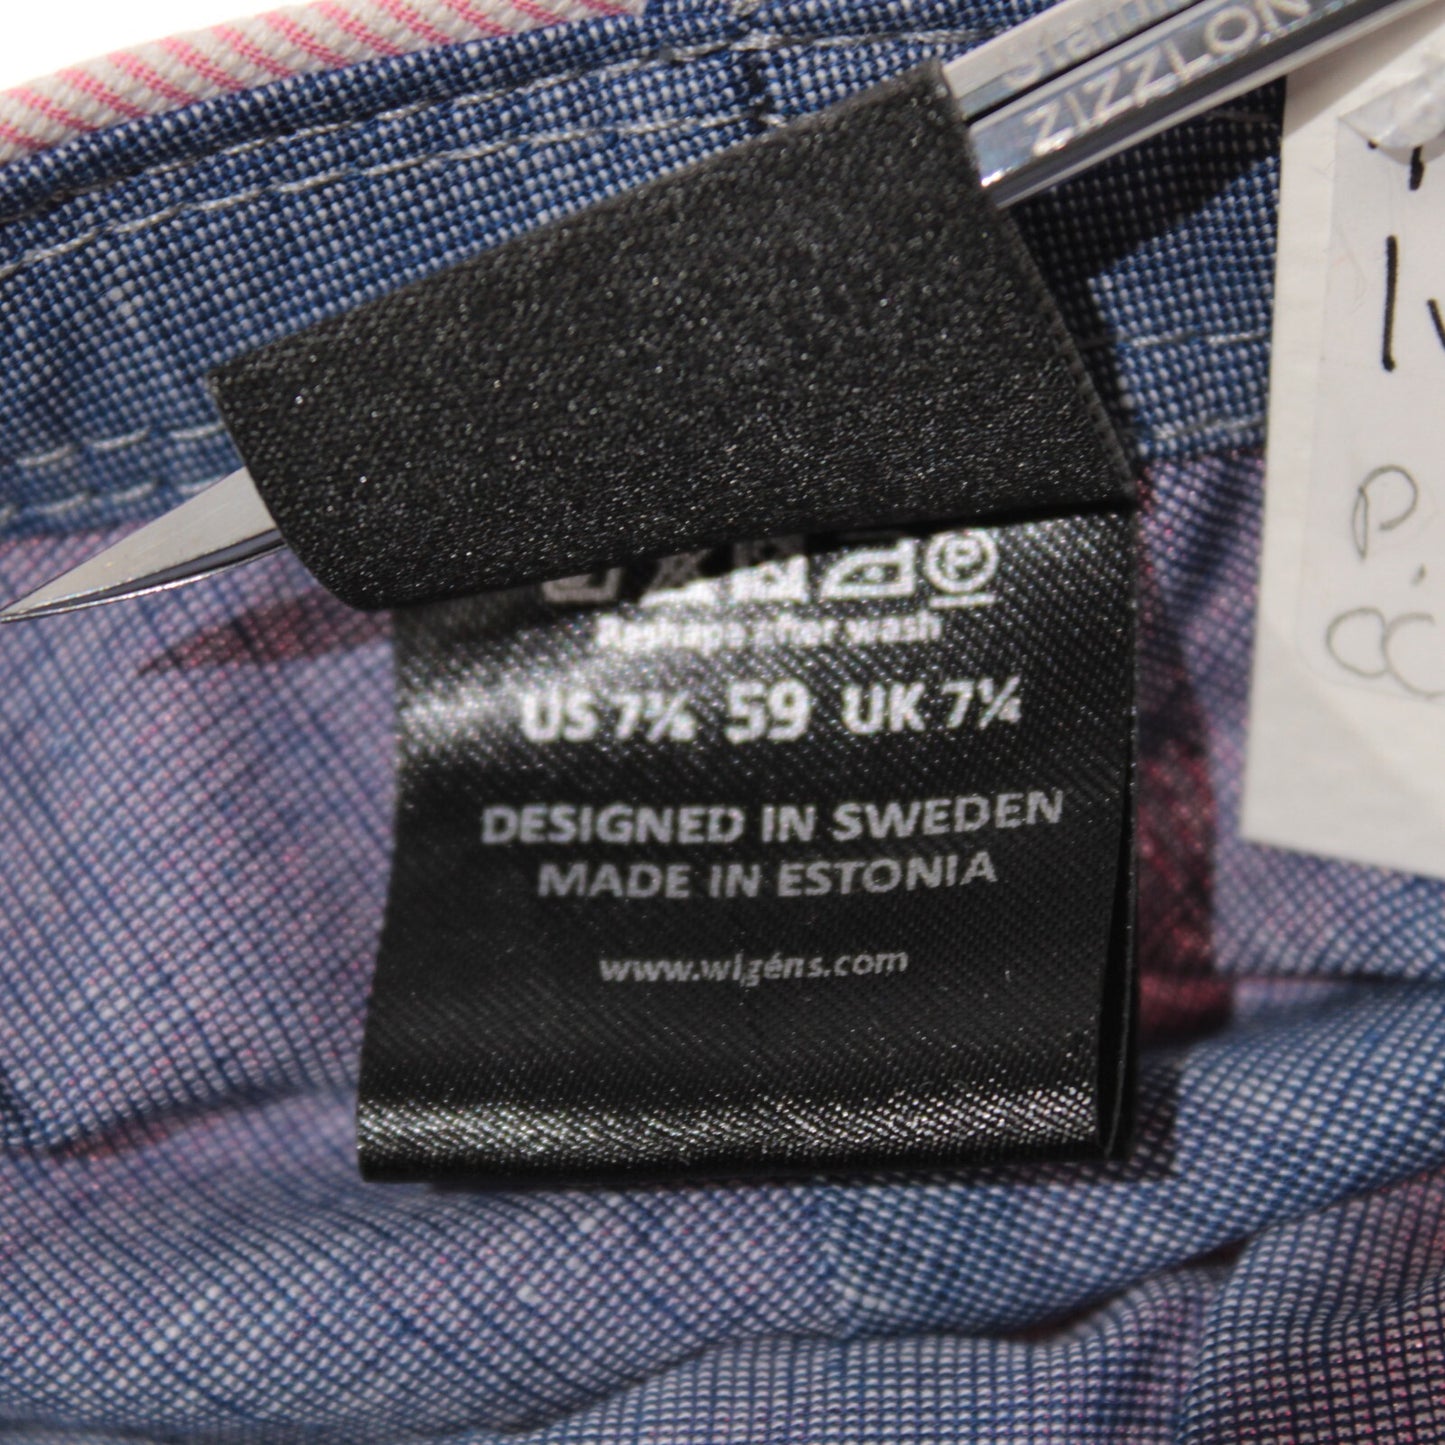 ZIZZLON
Reshape after wash
US 7⅜ 59 UK 7¼
DESIGNED IN SWEDEN
MADE IN ESTONIA
www.wigéns.com